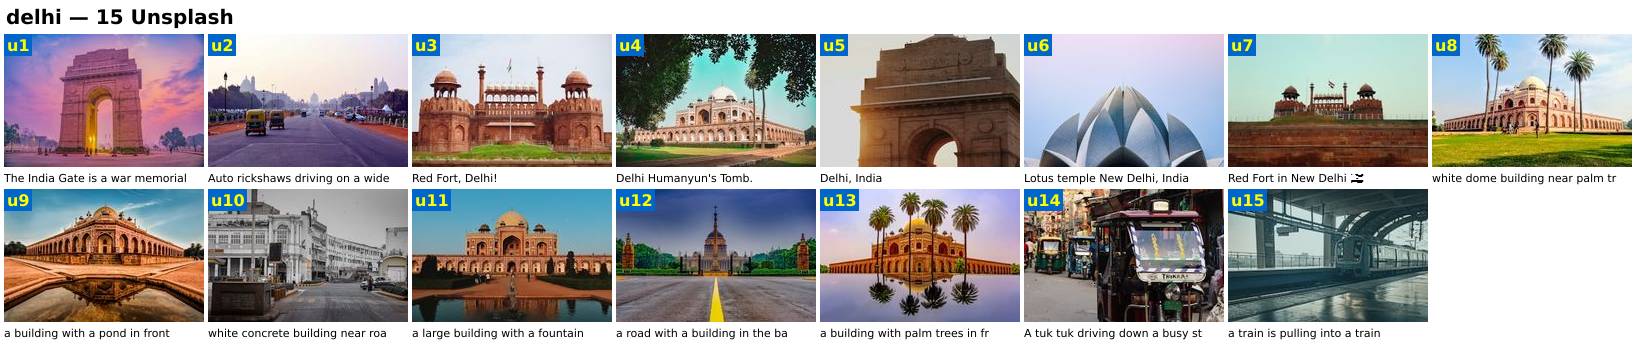 delhi — 15 Unsplash
u1
u2
u3
u4
u5
u6
u7
u8
The India Gate is a war memorial
Auto rickshaws driving on a wide
Red Fort, Delhi!
Delhi Humanyun's Tomb.
Delhi, India
Lotus temple New Delhi, India
Red Fort in New Delhi
white dome building near palm tr
u9
u10
u11
u12
u13
u14
u15
THUKRAL
a building with a pond in front
white concrete building near roa
a large building with a fountain
a road with a building in the ba
a building with palm trees in fr
A tuk tuk driving down a busy st
a train is pulling into a train